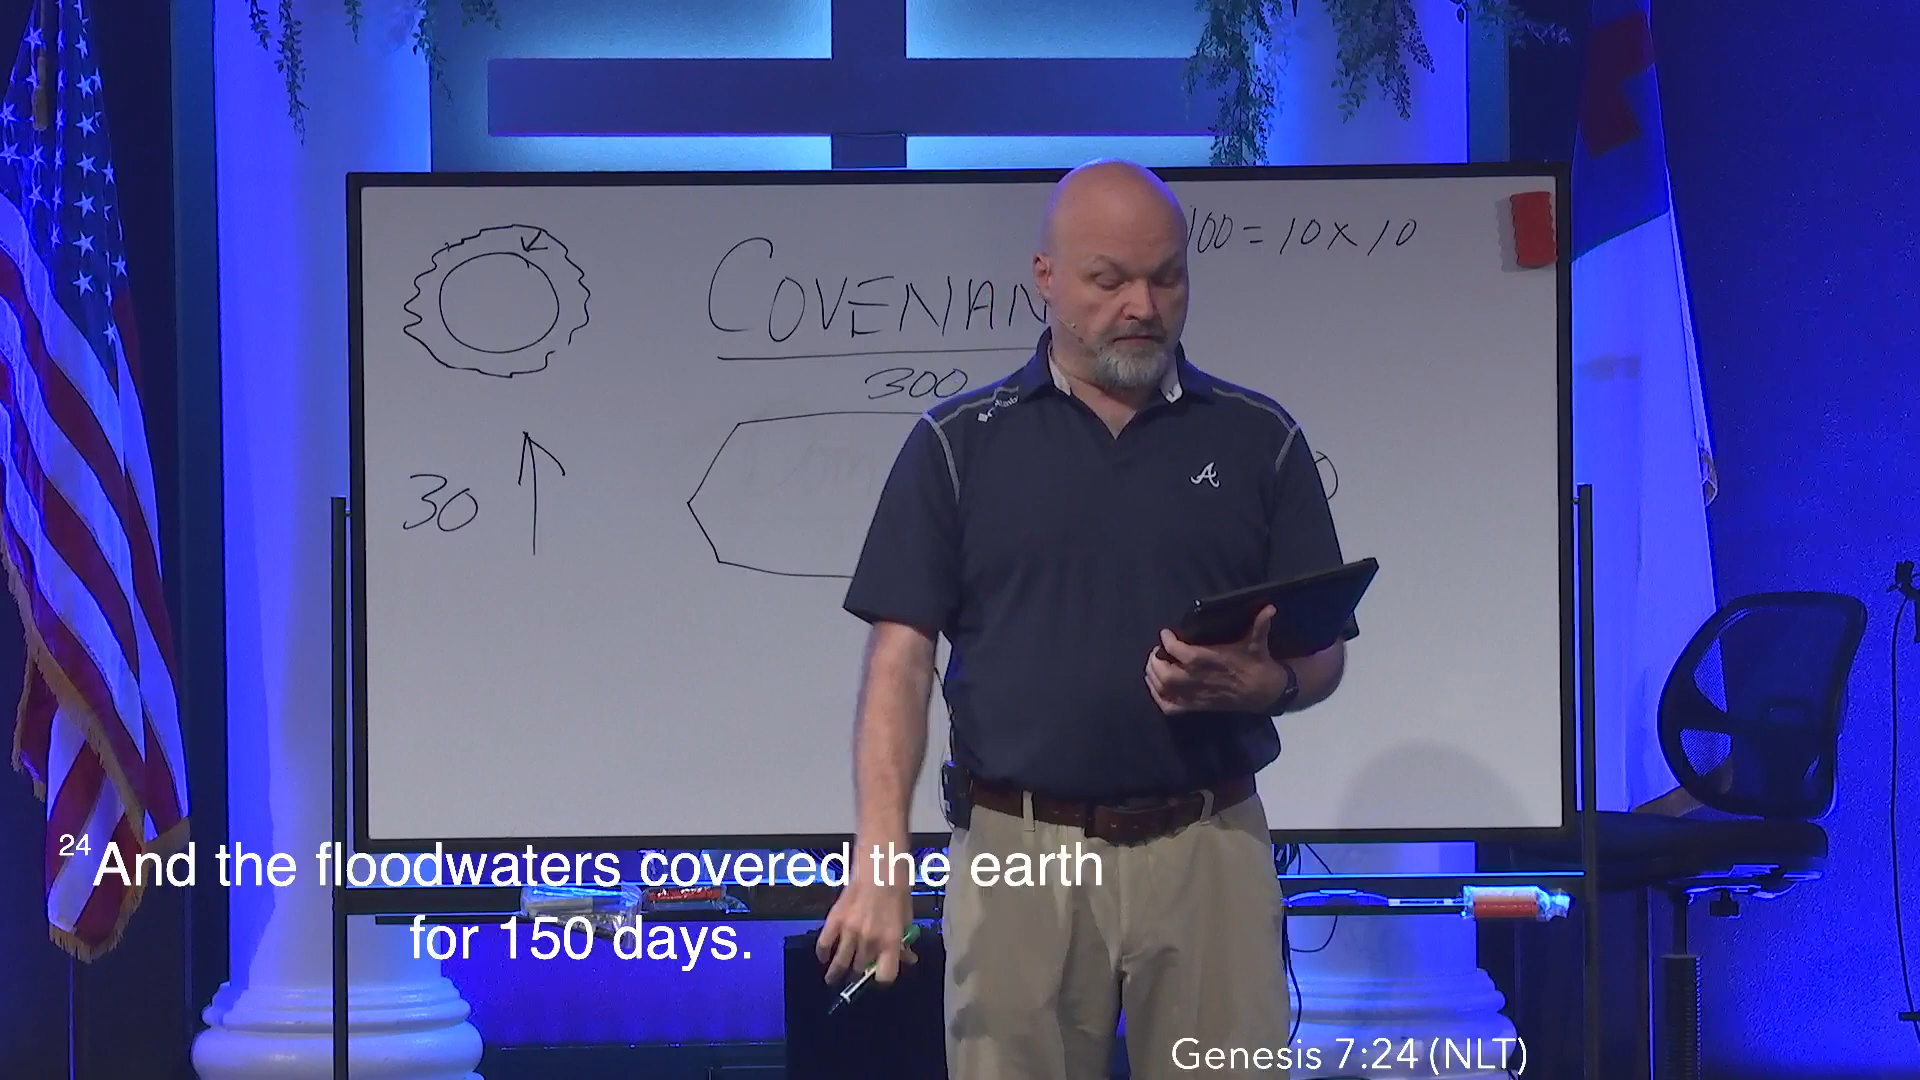 100 = 10 x 10
COVENAN
300
30
A
24 And the floodwaters covered the earth
for 150 days.
Genesis 7:24 (NLT)